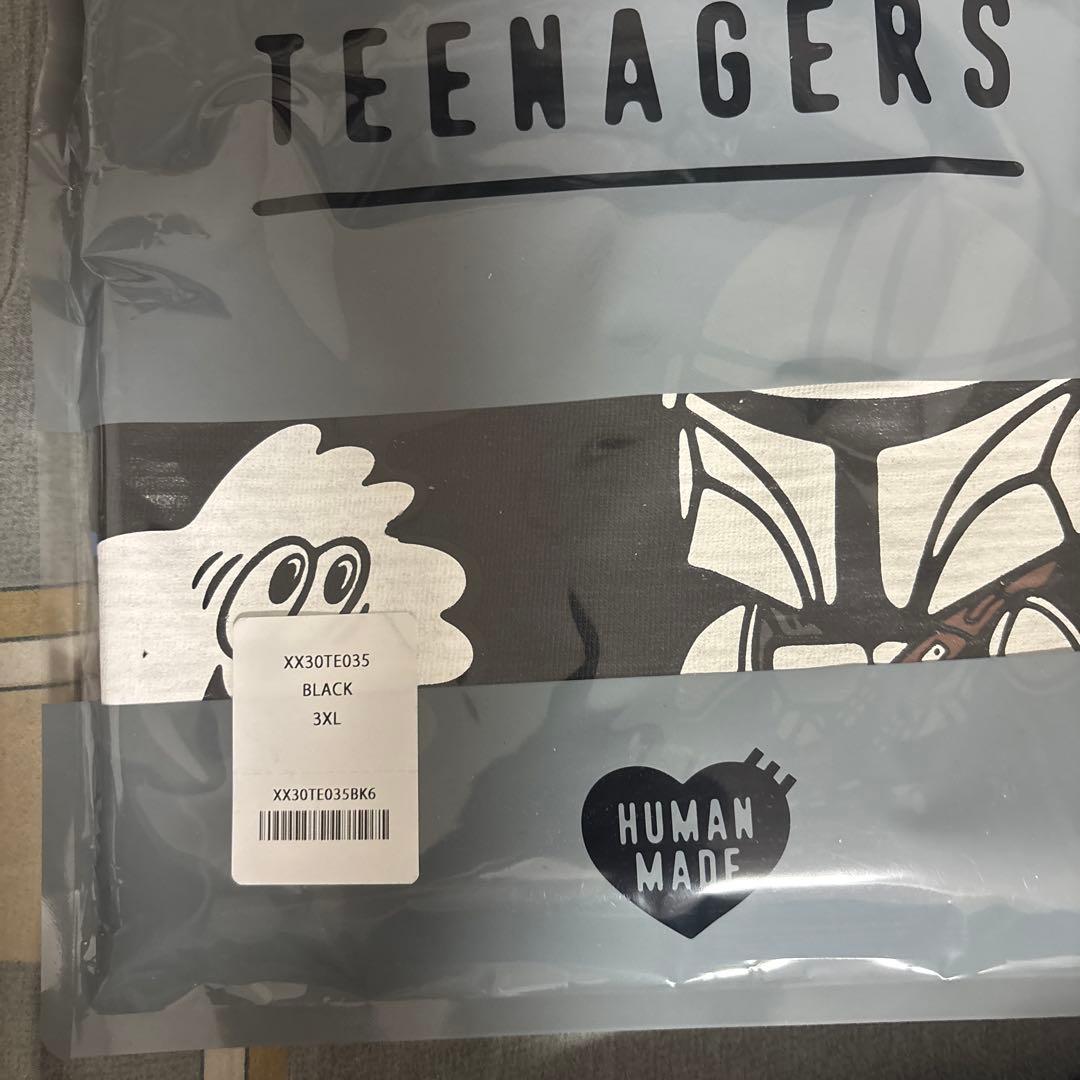 TEENAGERS
XX30TE035
BLACK
3XL
XX30TE035BK6
HUMAN
MADE